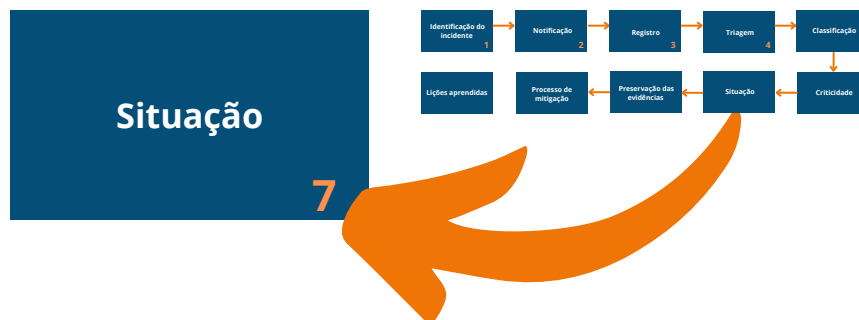 Situação
7
Identificação do
incidente
1
Notificação
2
Registro
3
Triagem
4
Classificação
Lições aprendidas
Processo de
mitigação
Preservação das
evidências
Situação
Criticidade